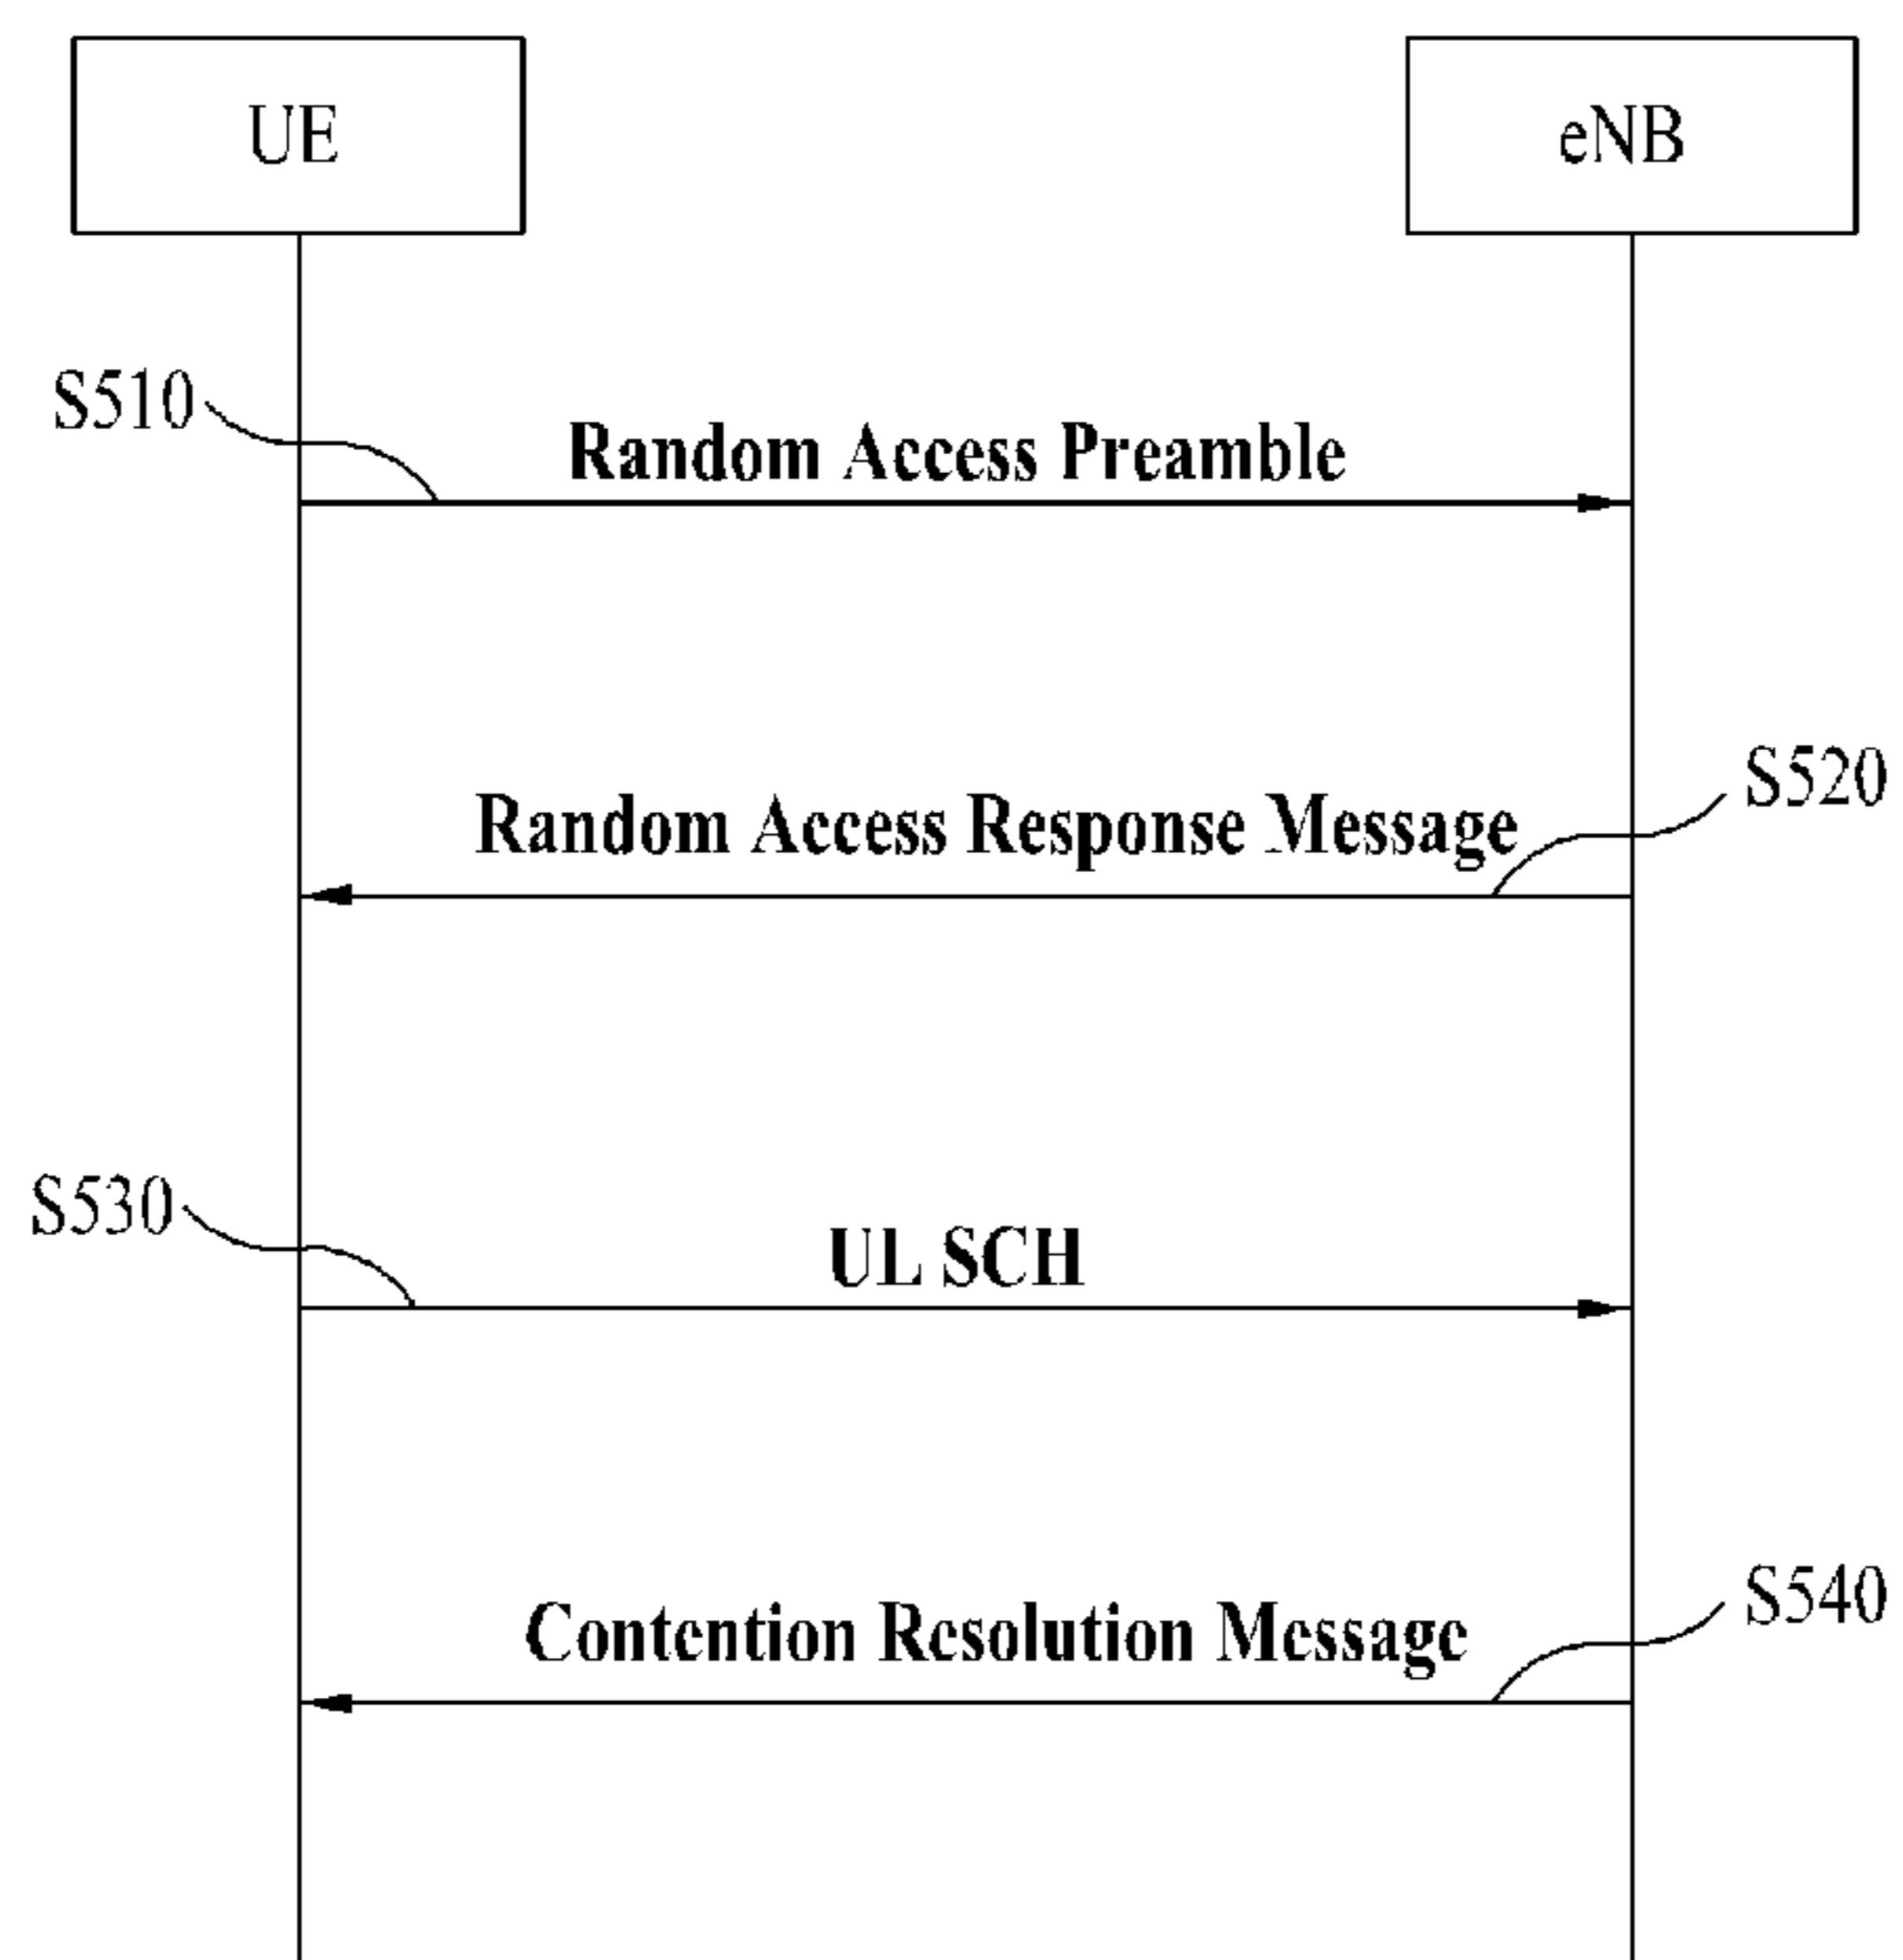 UE
eNB
S510
Random Access Preamble
S520
Random Access Response Message
S530
UL SCH
S540
Contention Resolution Message